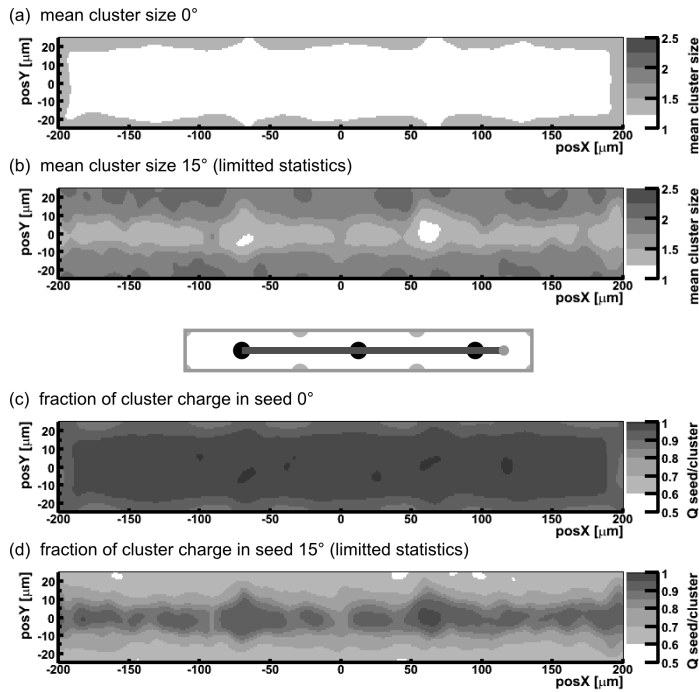 (a) mean cluster size 0°
posY [μm]
20
10
0
-10
-20
-200 -150 -100 -50 0 50 100 150 200
posX [μm]
2.5
2
1.5
1
mean cluster size
(b) mean cluster size 15° (limitted statistics)
posY [μm]
20
10
0
-10
-20
-200 -150 -100 -50 0 50 100 150 200
posX [μm]
2.5
2
1.5
1
mean cluster size
(c) fraction of cluster charge in seed 0°
posY [μm]
20
10
0
-10
-20
-200 -150 -100 -50 0 50 100 150 200
posX [μm]
1
0.9
0.8
0.7
0.6
0.5
Q seed/cluster
(d) fraction of cluster charge in seed 15° (limitted statistics)
posY [μm]
20
10
0
-10
-20
-200 -150 -100 -50 0 50 100 150 200
posX [μm]
1
0.9
0.8
0.7
0.6
0.5
Q seed/cluster